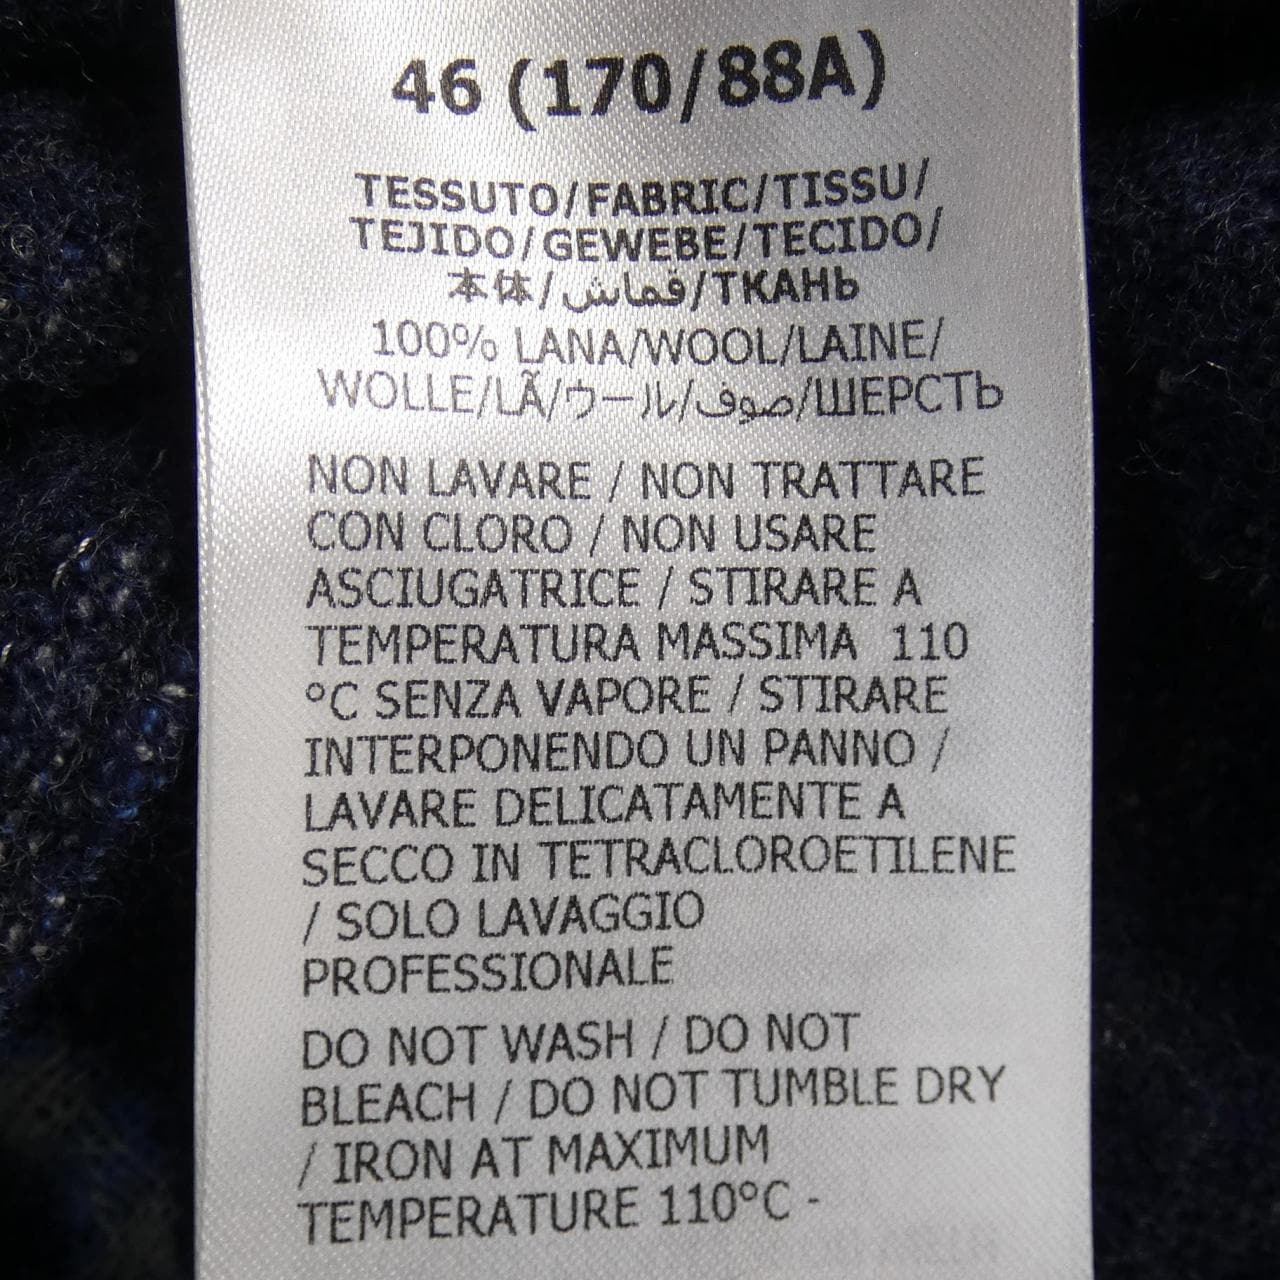 46 (170/88A)
TESSUTO/FABRIC/TISSU/
TEJIDO/GEWEBE/TECIDO/
本体/قماش/ТКАНЬ
100% LANA/WOOL/LAINE/
WOLLE/LÃ/ウール/صوف/ШЕРСТЬ
NON LAVARE / NON TRATTARE
CON CLORO / NON USARE
ASCIUGATRICE / STIRARE A
TEMPERATURA MASSIMA 110
°C SENZA VAPORE / STIRARE
INTERPONENDO UN PANNO /
LAVARE DELICATAMENTE A
SECCO IN TETRACLOROETILENE
/ SOLO LAVAGGIO
PROFESSIONALE
DO NOT WASH / DO NOT
BLEACH / DO NOT TUMBLE DRY
/ IRON AT MAXIMUM
TEMPERATURE 110°C -